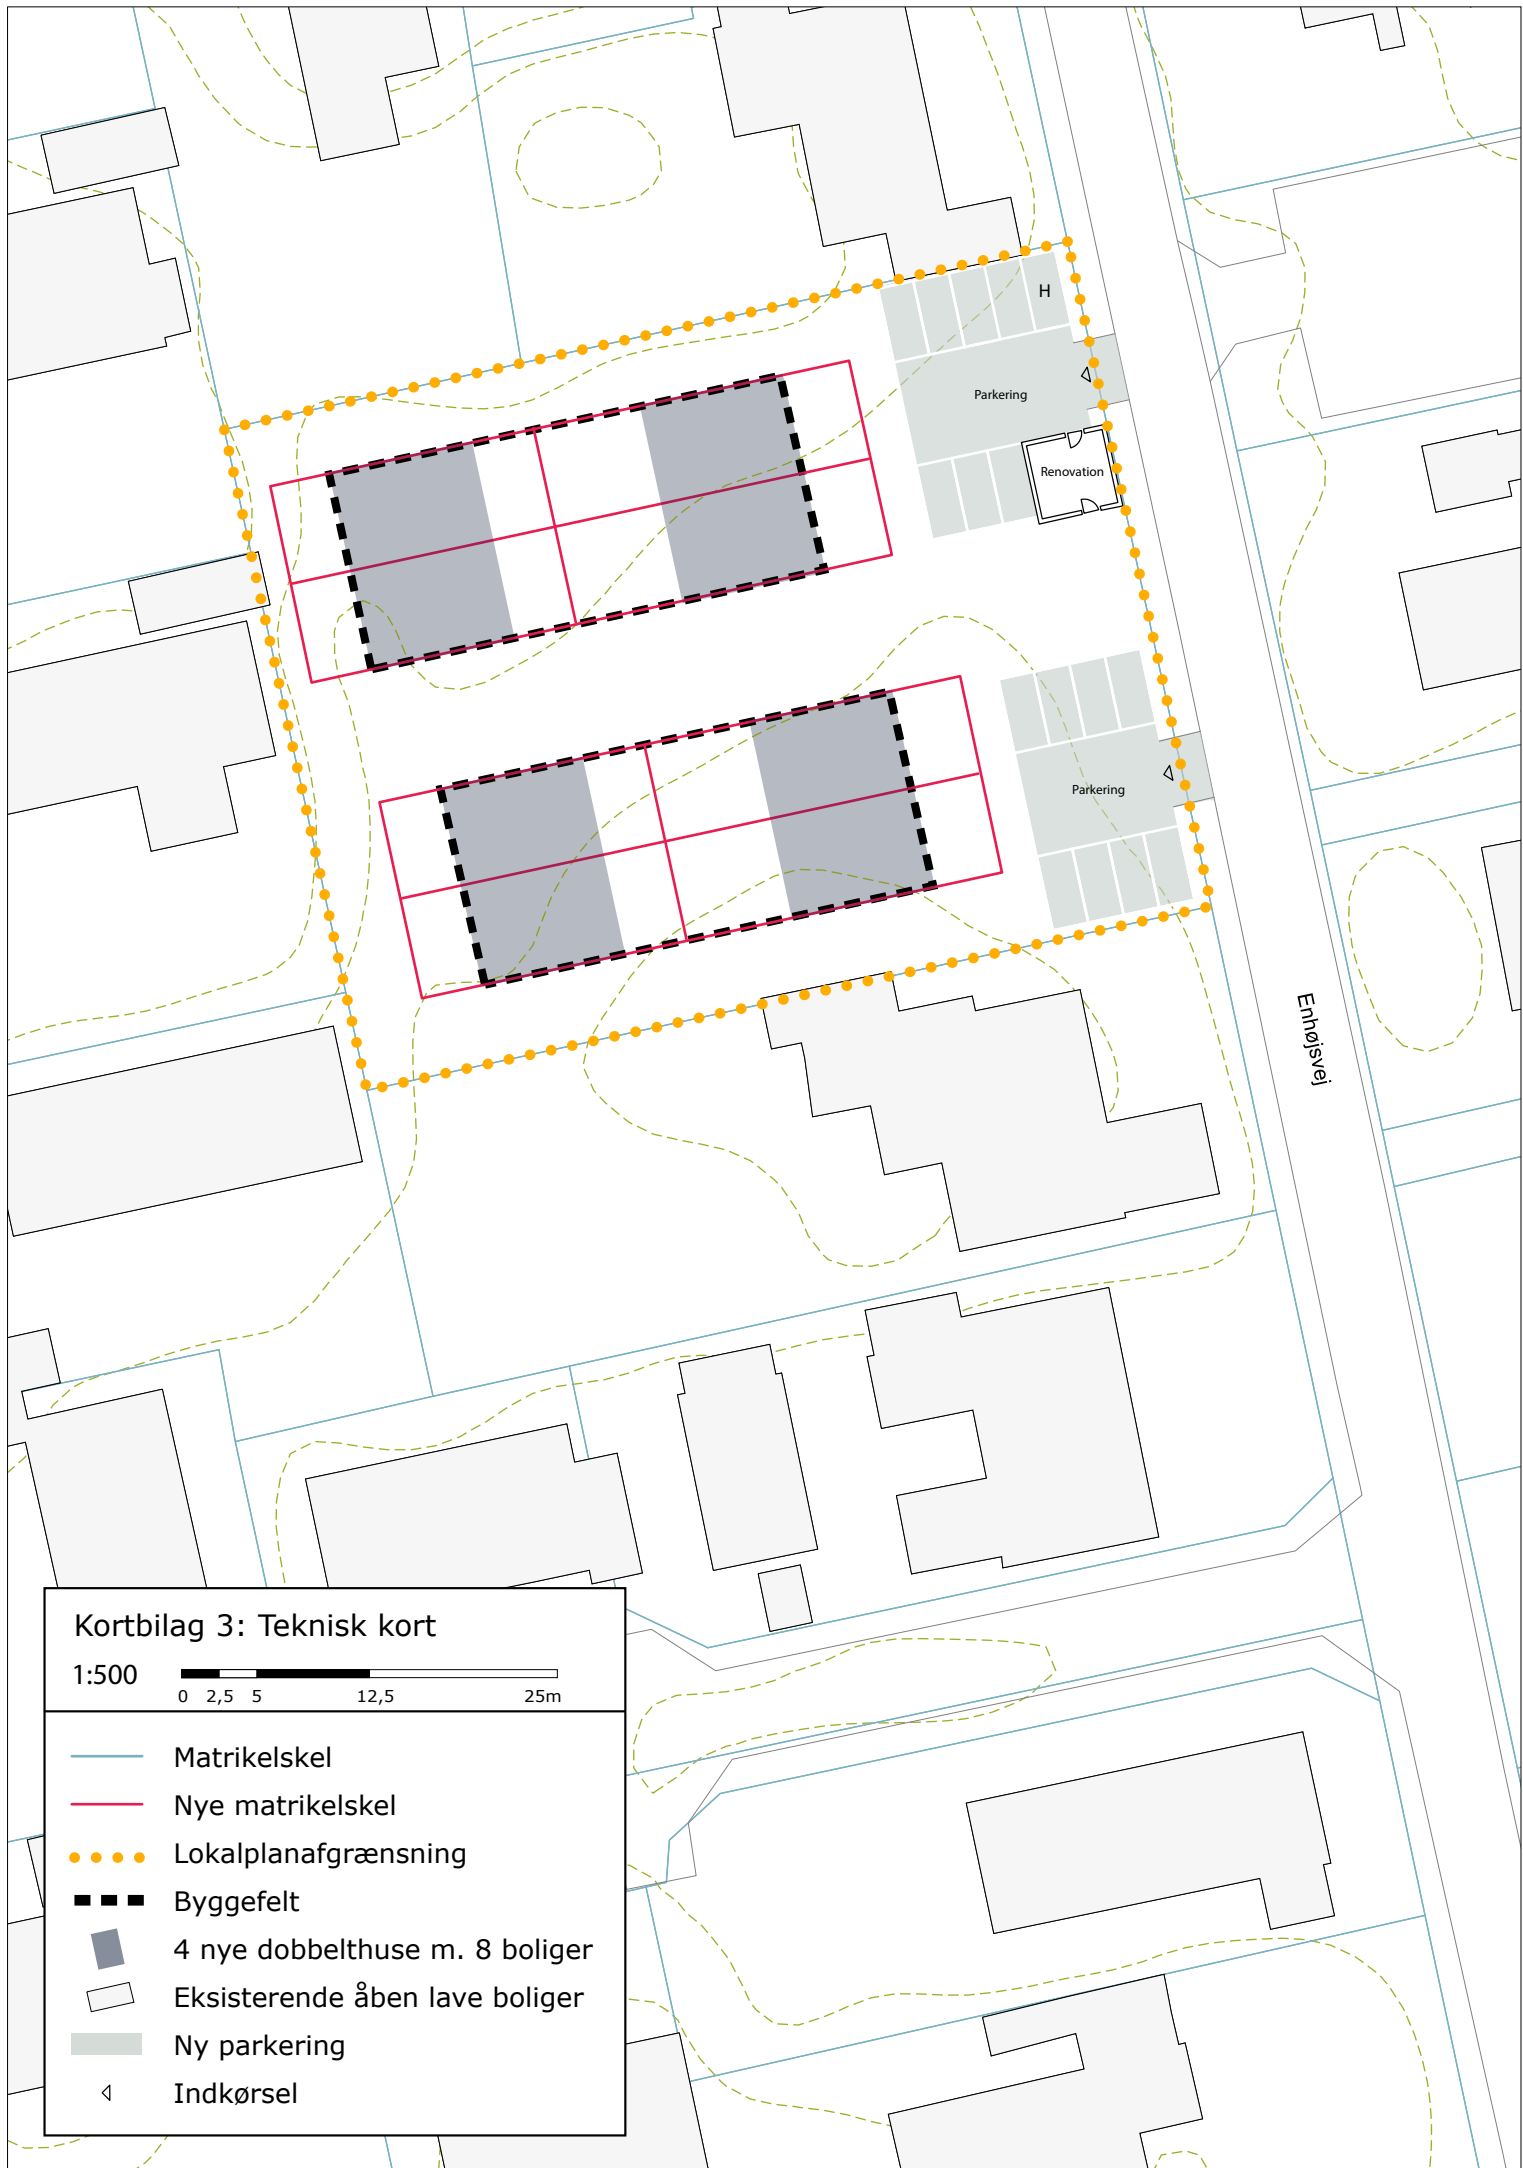 H
Parkering
Renovation
Parkering
Enhøjsvej
Kortbilag 3: Teknisk kort
1:500
0 2,5 5 12,5 25m
Matrikelskel
Nye matrikelskel
Lokalplanafgrænsning
Byggefelt
4 nye dobbelthuse m. 8 boliger
Eksisterende åben lave boliger
Ny parkering
Indkørsel